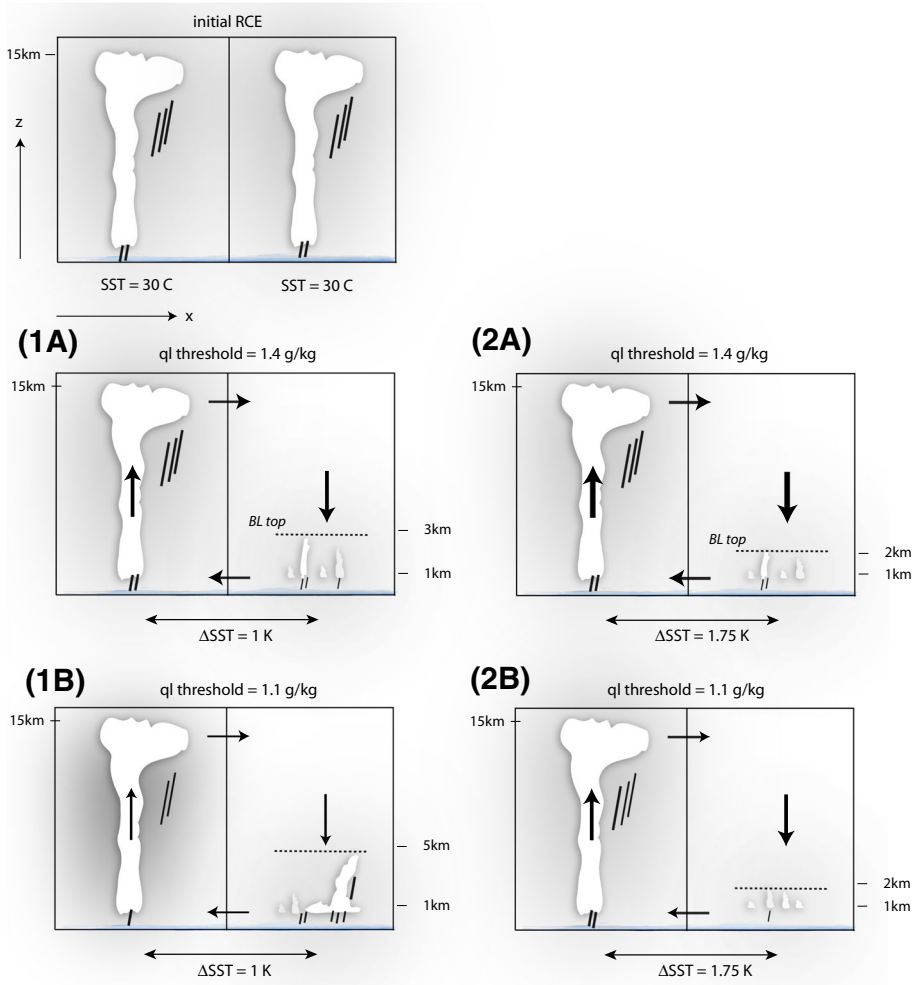 initial RCE
15km
z
SST = 30 C
SST = 30 C
x
(1A)
ql threshold = 1.4 g/kg
15km
BL top
3km
1km
ΔSST = 1 K
(2A)
ql threshold = 1.4 g/kg
15km
BL top
2km
1km
ΔSST = 1.75 K
(1B)
ql threshold = 1.1 g/kg
15km
5km
1km
ΔSST = 1 K
(2B)
ql threshold = 1.1 g/kg
15km
2km
1km
ΔSST = 1.75 K